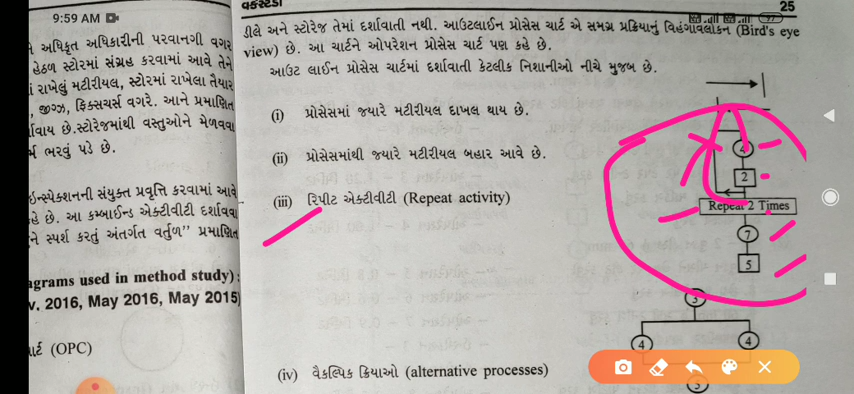 9:59 AM
વર્કસ્ટડી
25
97
ને અધિકૃત અધિકારીની પરવાનગી વગર
હેઠળ સ્ટોરમાં સંગ્રહ કરવામાં આવે તેને
માં રાખેલું મટીરીયલ, સ્ટોરમાં રાખેલા તૈયાર
, જીગ્ઝ, ફિક્સચર્સ વગેરે. આને પ્રમાણિત
ર્શાવાય છે.સ્ટોરેજમાંથી વસ્તુઓને મેળવવા
ર્મ ભરવું પડે છે.
ઇન્સ્પેક્શનની સંયુક્ત પ્રવૃત્તિ કરવામાં આવે
હે છે. આ કમ્બાઈન્ડ એક્ટીવીટી દર્શાવવા
ને સ્પર્શ કરતું અંતર્ગત વર્તુળ" પ્રમાણિત
agrams used in method study):
v. 2016, May 2016, May 2015)
ચાર્ટ (OPC)
ડીલે અને સ્ટોરેજ તેમાં દર્શાવાતી નથી. આઉટલાઈન પ્રોસેસ ચાર્ટ એ સમગ્ર પ્રક્રિયાનું વિહંગાવલોકન (Bird's eye
view) છે. આ ચાર્ટને ઓપરેશન પ્રોસેસ ચાર્ટ પણ કહે છે.
આઉટ લાઈન પ્રોસેસ ચાર્ટમાં દર્શાવાતી કેટલીક નિશાનીઓ નીચે મુજબ છે.
(i) પ્રોસેસમાં જ્યારે મટીરીયલ દાખલ થાય છે.
(ii) પ્રોસેસમાંથી જ્યારે મટીરીયલ બહાર આવે છે.
(iii) રિપીટ એક્ટીવીટી (Repeat activity)
4
2
Repeat 2 Times
7
5
3
4 4
(iv) વૈકલ્પિક ક્રિયાઓ (alternative processes)